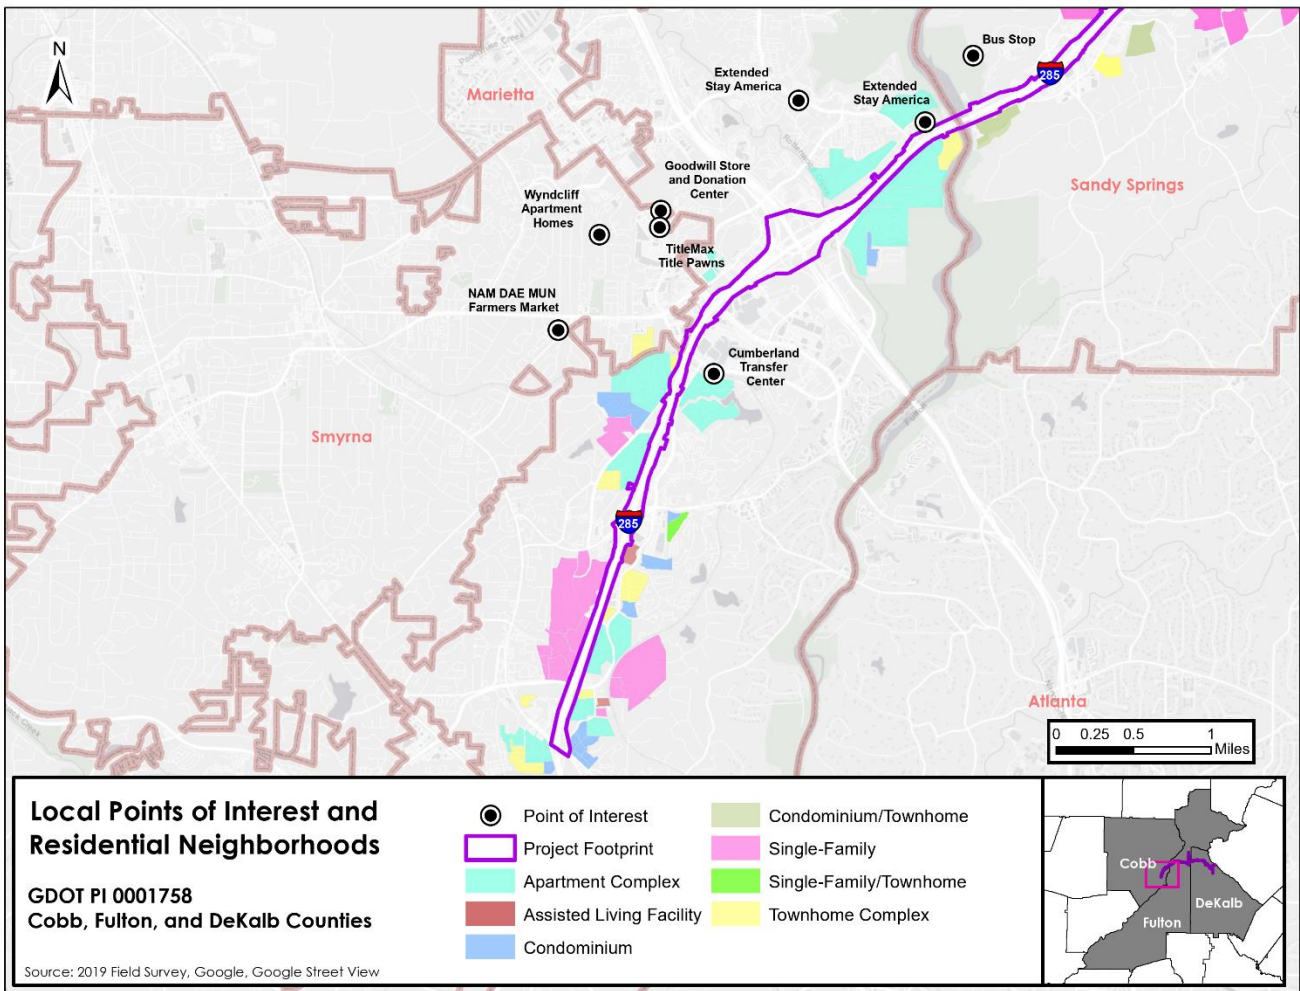 N
Marietta
Bus Stop
Extended
Stay America
Extended
Stay America
285
Goodwill Store
and Donation
Center
Wyndcliff
Apartment
Homes
Sandy Springs
TitleMax
Title Pawns
NAM DAE MUN
Farmers Market
Cumberland
Transfer
Center
Smyrna
285
Atlanta
0 0.25 0.5 1
Miles
Local Points of Interest and
Residential Neighborhoods
GDOT PI 0001758
Cobb, Fulton, and DeKalb Counties
Source: 2019 Field Survey, Google, Google Street View
Point of Interest
Project Footprint
Apartment Complex
Assisted Living Facility
Condominium
Condominium/Townhome
Single-Family
Single-Family/Townhome
Townhome Complex
Cobb
DeKalb
Fulton